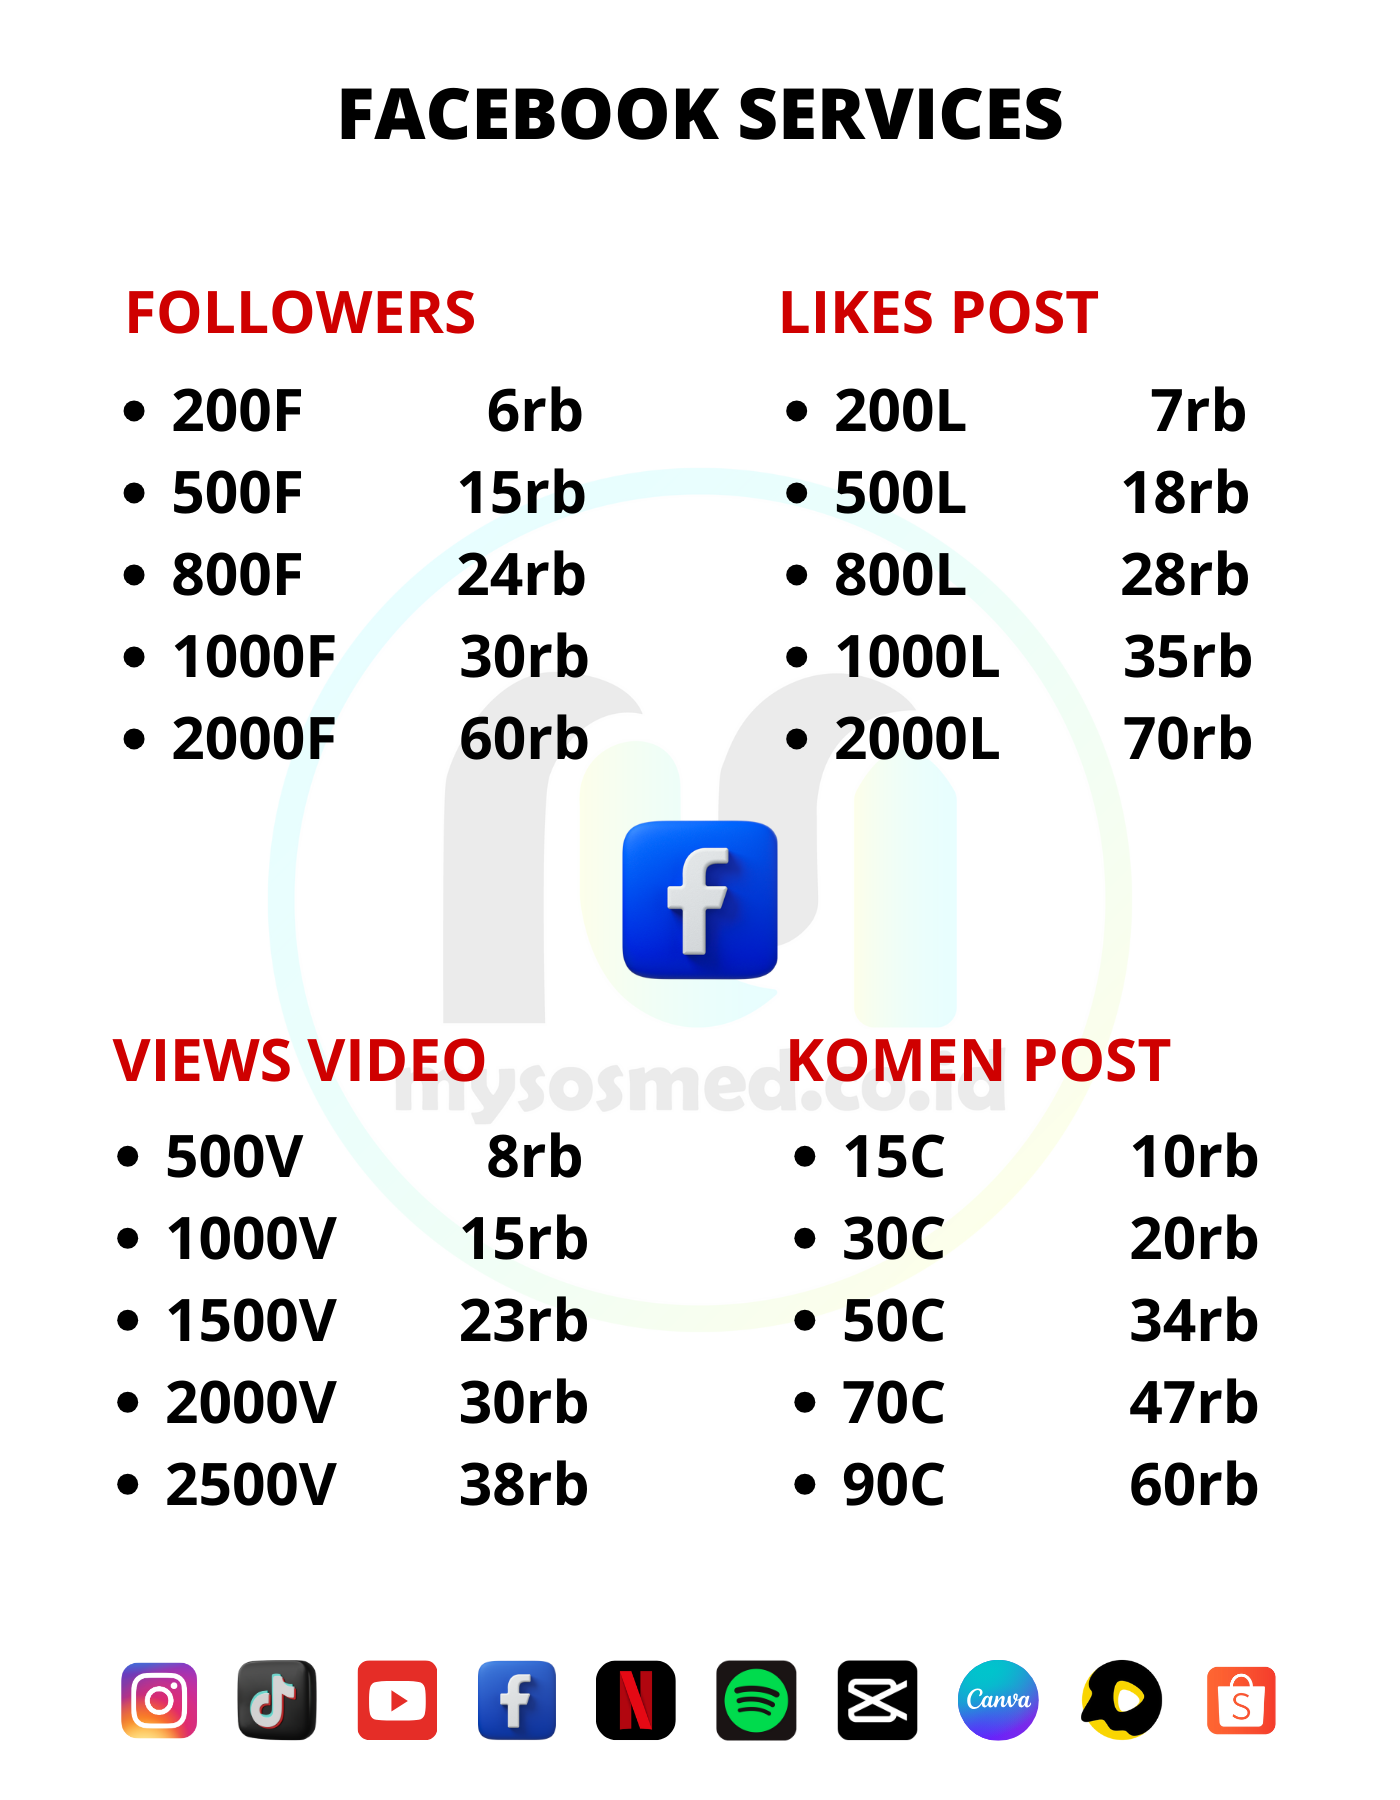 FACEBOOK SERVICES
FOLLOWERS
200F 6rb
500F 15rb
800F 24rb
1000F 30rb
2000F 60rb
LIKES POST
200L 7rb
500L 18rb
800L 28rb
1000L 35rb
2000L 70rb
mysosmed.co.id
VIEWS VIDEO
500V 8rb
1000V 15rb
1500V 23rb
2000V 30rb
2500V 38rb
KOMEN POST
15C 10rb
30C 20rb
50C 34rb
70C 47rb
90C 60rb
Canva